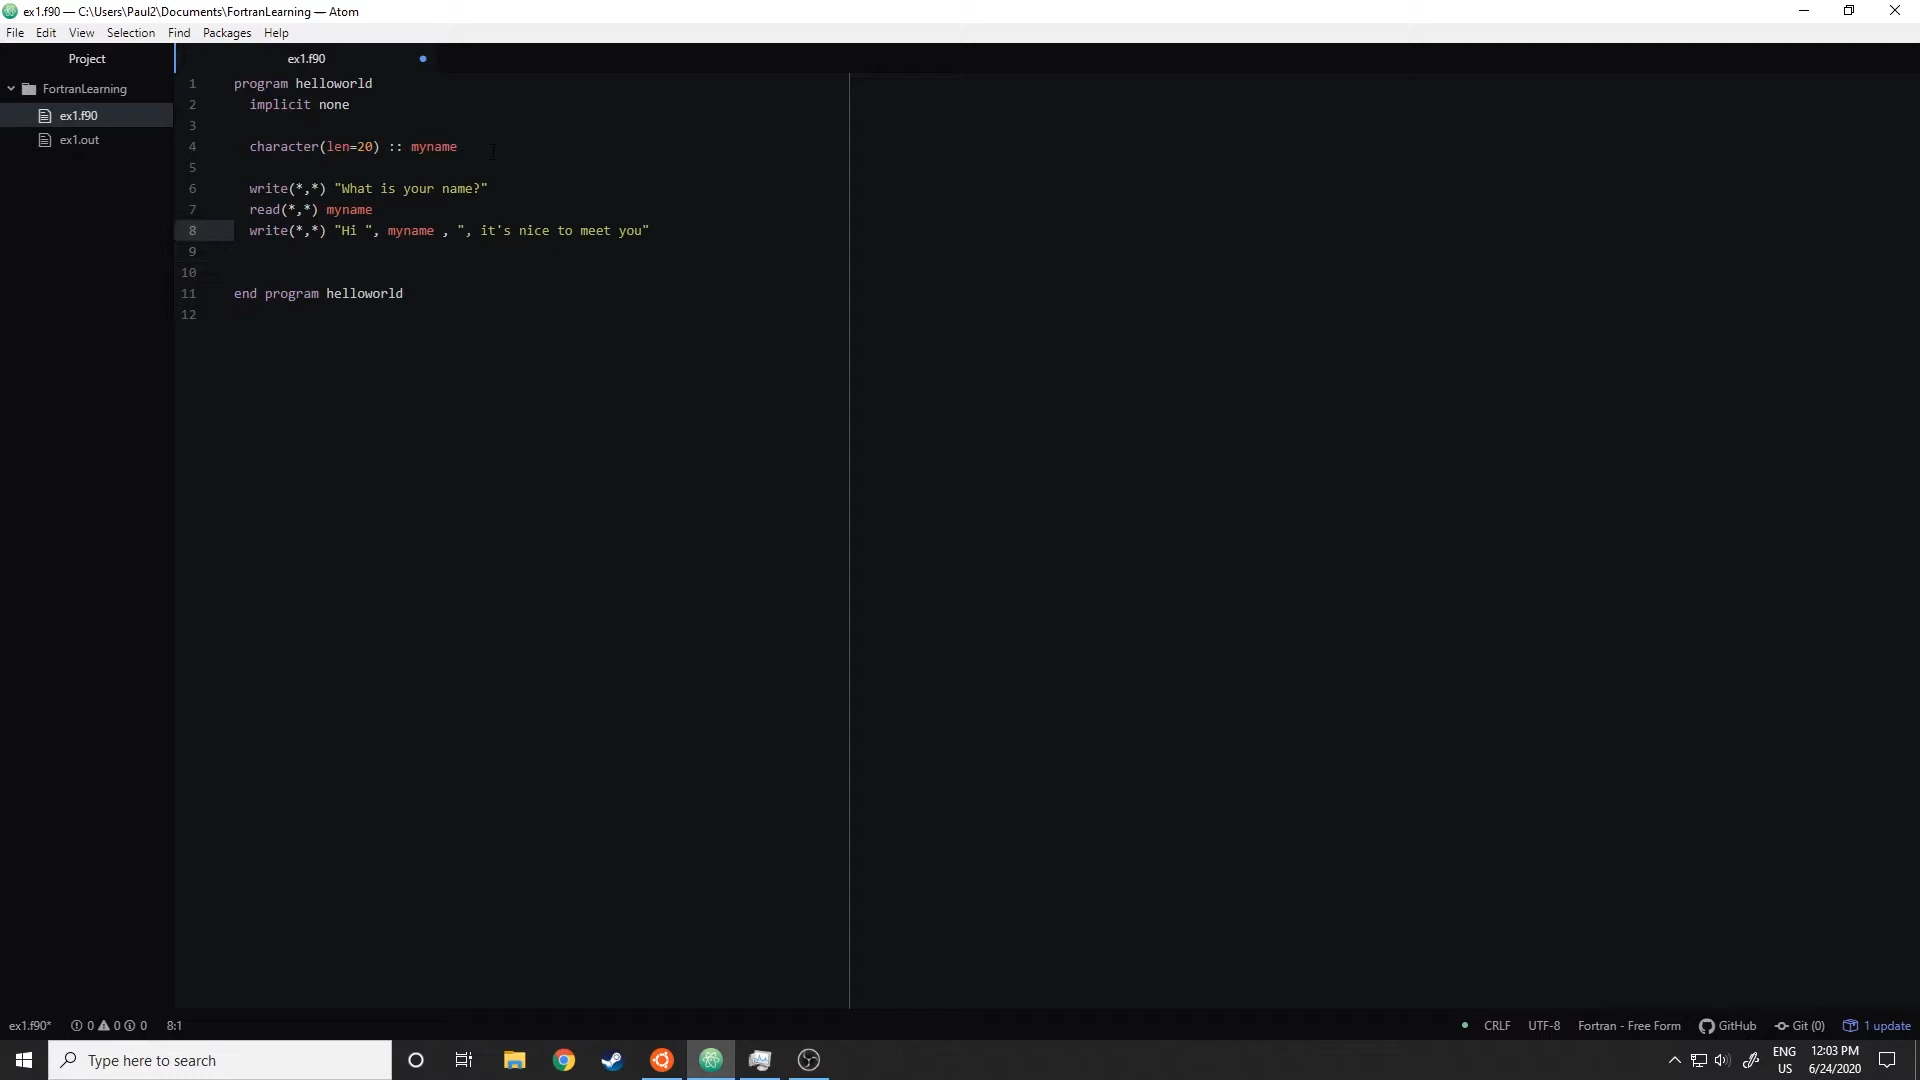 ex1.f90 — C:\Users\Paul2\Documents\FortranLearning — Atom
File Edit View Selection Find Packages Help
Project
ex1.f90
FortranLearning
ex1.f90
ex1.out
1 program helloworld
2 implicit none
3
4 character(len=20) :: myname
5
6 write(*,*) "What is your name?"
7 read(*,*) myname
8 write(*,*) "Hi ", myname , ", it's nice to meet you"
9
10
11 end program helloworld
12
ex1.f90* 0 0 0 8:1 CRLF UTF-8 Fortran - Free Form GitHub Git (0) 1 update
Type here to search
ENG
US
12:03 PM
6/24/2020